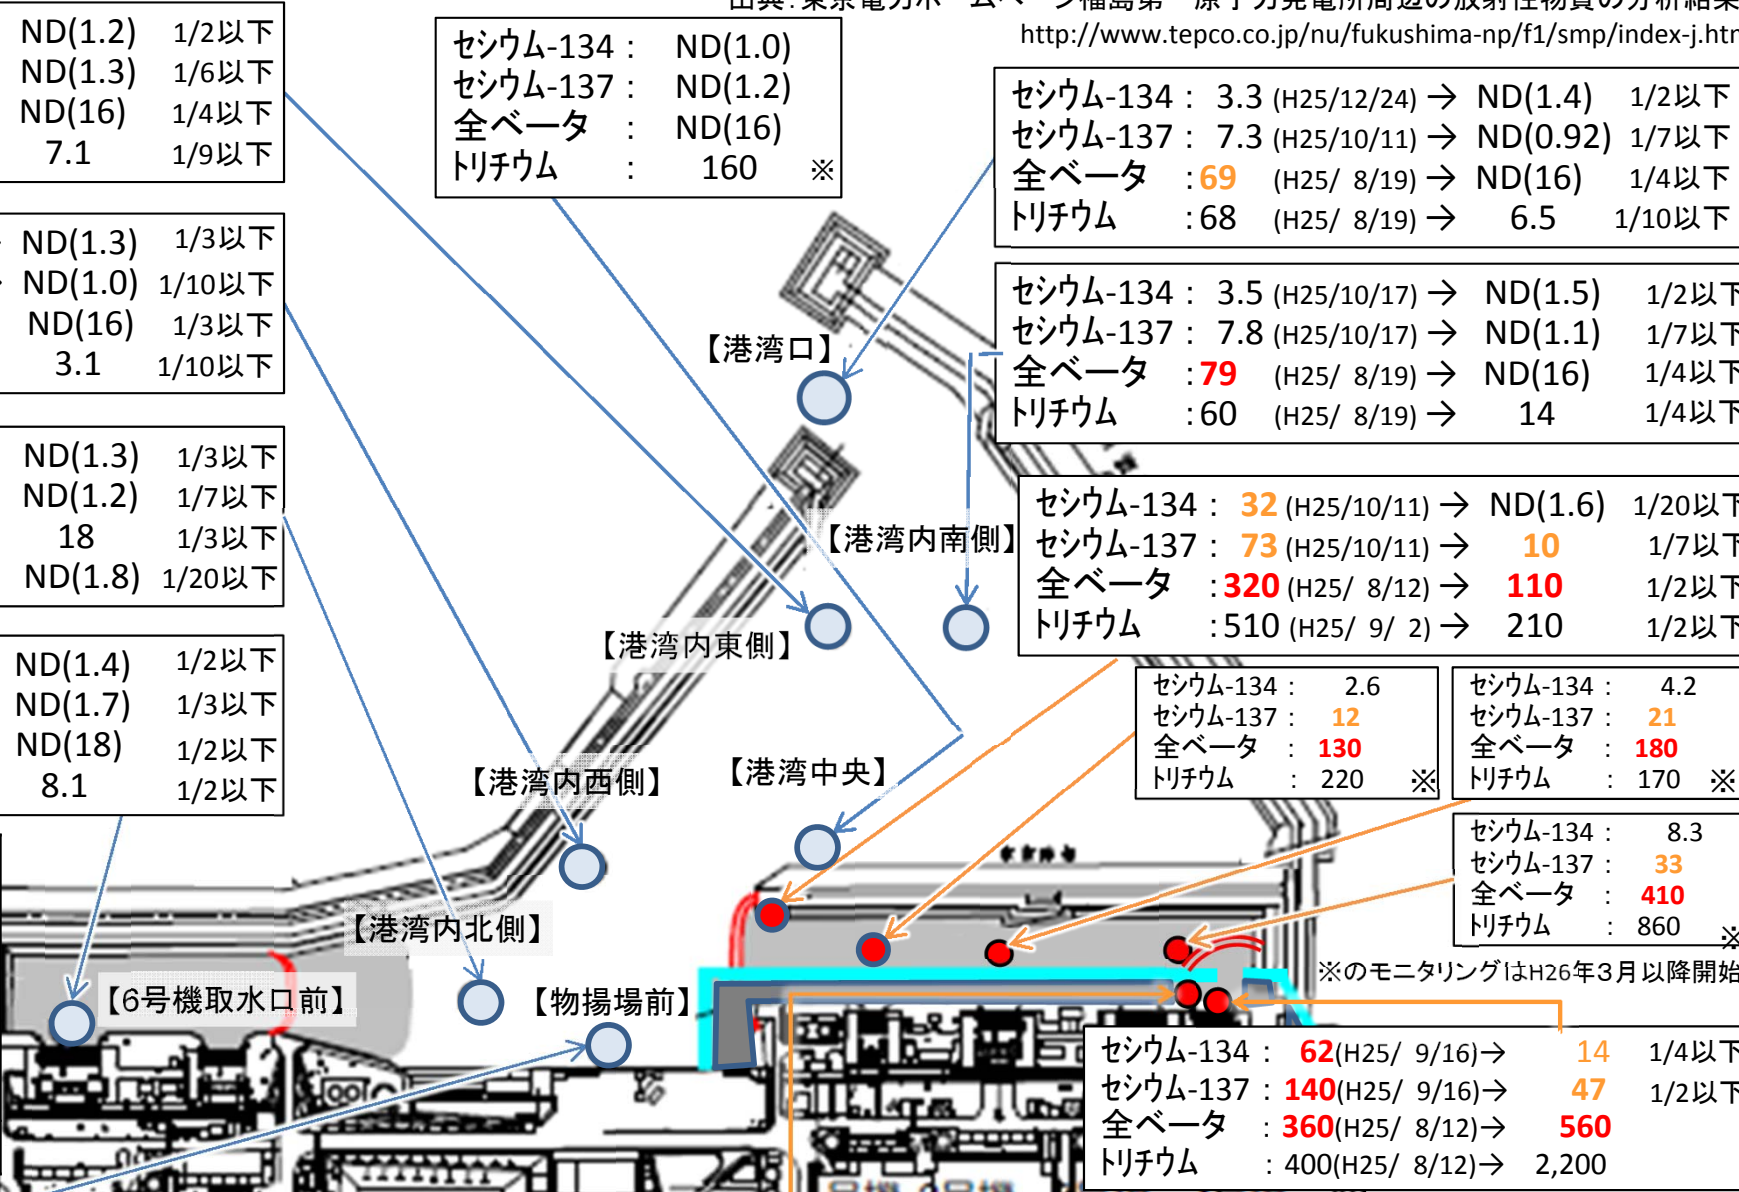 出典:東京電力ホームページ福島第一原子力発電所周辺の放射性物質の分析結果
http://www.tepco.co.jp/nu/fukushima-np/f1/smp/index-j.htm
ND(1.2) 1/2以下
ND(1.3) 1/6以下
ND(16) 1/4以下
7.1 1/9以下
セシウム-134 : ND(1.0)
セシウム-137 : ND(1.2)
全ベータ : ND(16)
トリチウム : 160 ※
セシウム-134 : 3.3 (H25/12/24) → ND(1.4) 1/2以下
セシウム-137 : 7.3 (H25/10/11) → ND(0.92) 1/7以下
全ベータ :69 (H25/ 8/19) → ND(16) 1/4以下
トリチウム :68 (H25/ 8/19) → 6.5 1/10以下
ND(1.3) 1/3以下
ND(1.0) 1/10以下
ND(16) 1/3以下
3.1 1/10以下
セシウム-134 : 3.5 (H25/10/17) → ND(1.5) 1/2以下
セシウム-137 : 7.8 (H25/10/17) → ND(1.1) 1/7以下
全ベータ :79 (H25/ 8/19) → ND(16) 1/4以下
トリチウム :60 (H25/ 8/19) → 14 1/4以下
【港湾口】
ND(1.3) 1/3以下
ND(1.2) 1/7以下
18 1/3以下
ND(1.8) 1/20以下
【港湾内南側】
セシウム-134 : 32 (H25/10/11) → ND(1.6) 1/20以下
セシウム-137 : 73 (H25/10/11) → 10 1/7以下
全ベータ :320 (H25/ 8/12) → 110 1/2以下
トリチウム :510 (H25/ 9/ 2) → 210 1/2以下
【港湾内東側】
ND(1.4) 1/2以下
ND(1.7) 1/3以下
ND(18) 1/2以下
8.1 1/2以下
セシウム-134 : 2.6
セシウム-137 : 12
全ベータ : 130
トリチウム : 220 ※
セシウム-134 : 4.2
セシウム-137 : 21
全ベータ : 180
トリチウム : 170 ※
【港湾内西側】
【港湾中央】
セシウム-134 : 8.3
セシウム-137 : 33
全ベータ : 410
トリチウム : 860 ※
【港湾内北側】
※のモニタリングはH26年3月以降開始
【6号機取水口前】
【物揚場前】
セシウム-134 : 62(H25/ 9/16)→ 14 1/4以下
セシウム-137 : 140(H25/ 9/16)→ 47 1/2以下
全ベータ : 360(H25/ 8/12)→ 560
トリチウム : 400(H25/ 8/12)→ 2,200